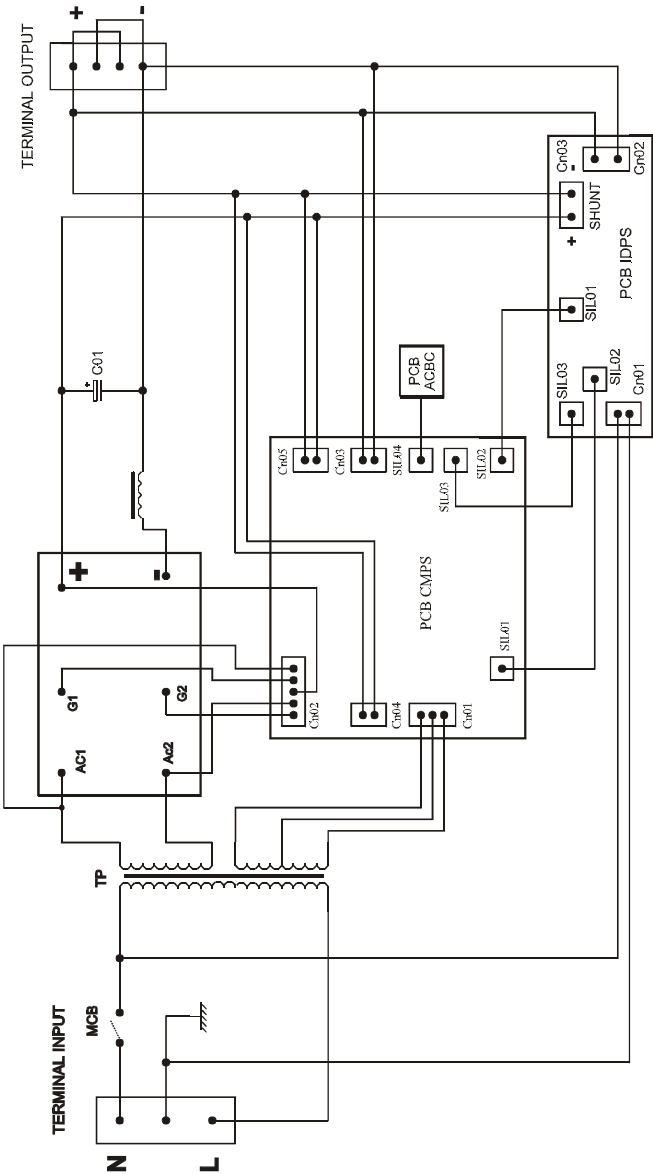 TERMINAL INPUT
N
L
MCB
TP
AC1
Ac2
G1
G2
+
-
+
C01
TERMINAL OUTPUT
+
-
Cn02
Cn04
Cn01
SIL01
PCB CMPS
Cn05
Cn03
SIL04
SIL03
SIL02
PCB
ACBC
SIL03
SIL02
Cn01
SIL01
PCB IDPS
+
SHUNT
-
Cn03
Cn02